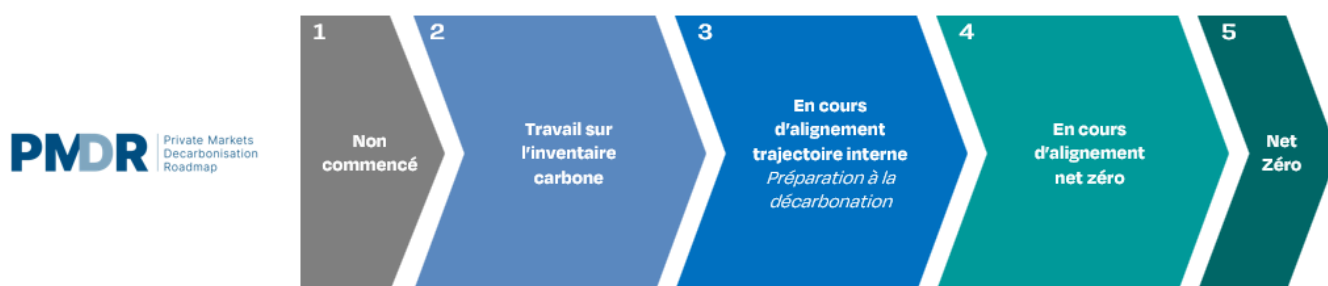 PMDR
Private Markets
Decarbonisation
Roadmap
1
Non
commencé
2
Travail sur
l'inventaire
carbone
3
En cours
d'alignement
trajectoire interne
Préparation à la
décarbonation
4
En cours
d'alignement
net zéro
5
Net
Zéro